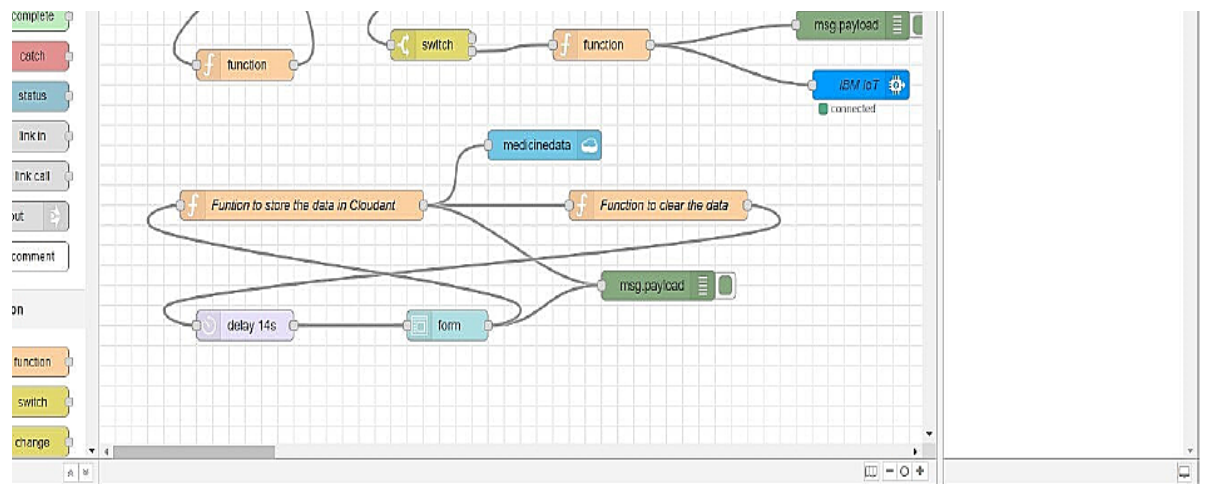 complete
catch
status
link in
link call
out
comment
on
function
switch
change
function
switch
function
msg.payload
IBM IoT
connected
medicinedata
Funtion to store the data in Cloudant
Function to clear the data
msg.payload
delay 14s
form